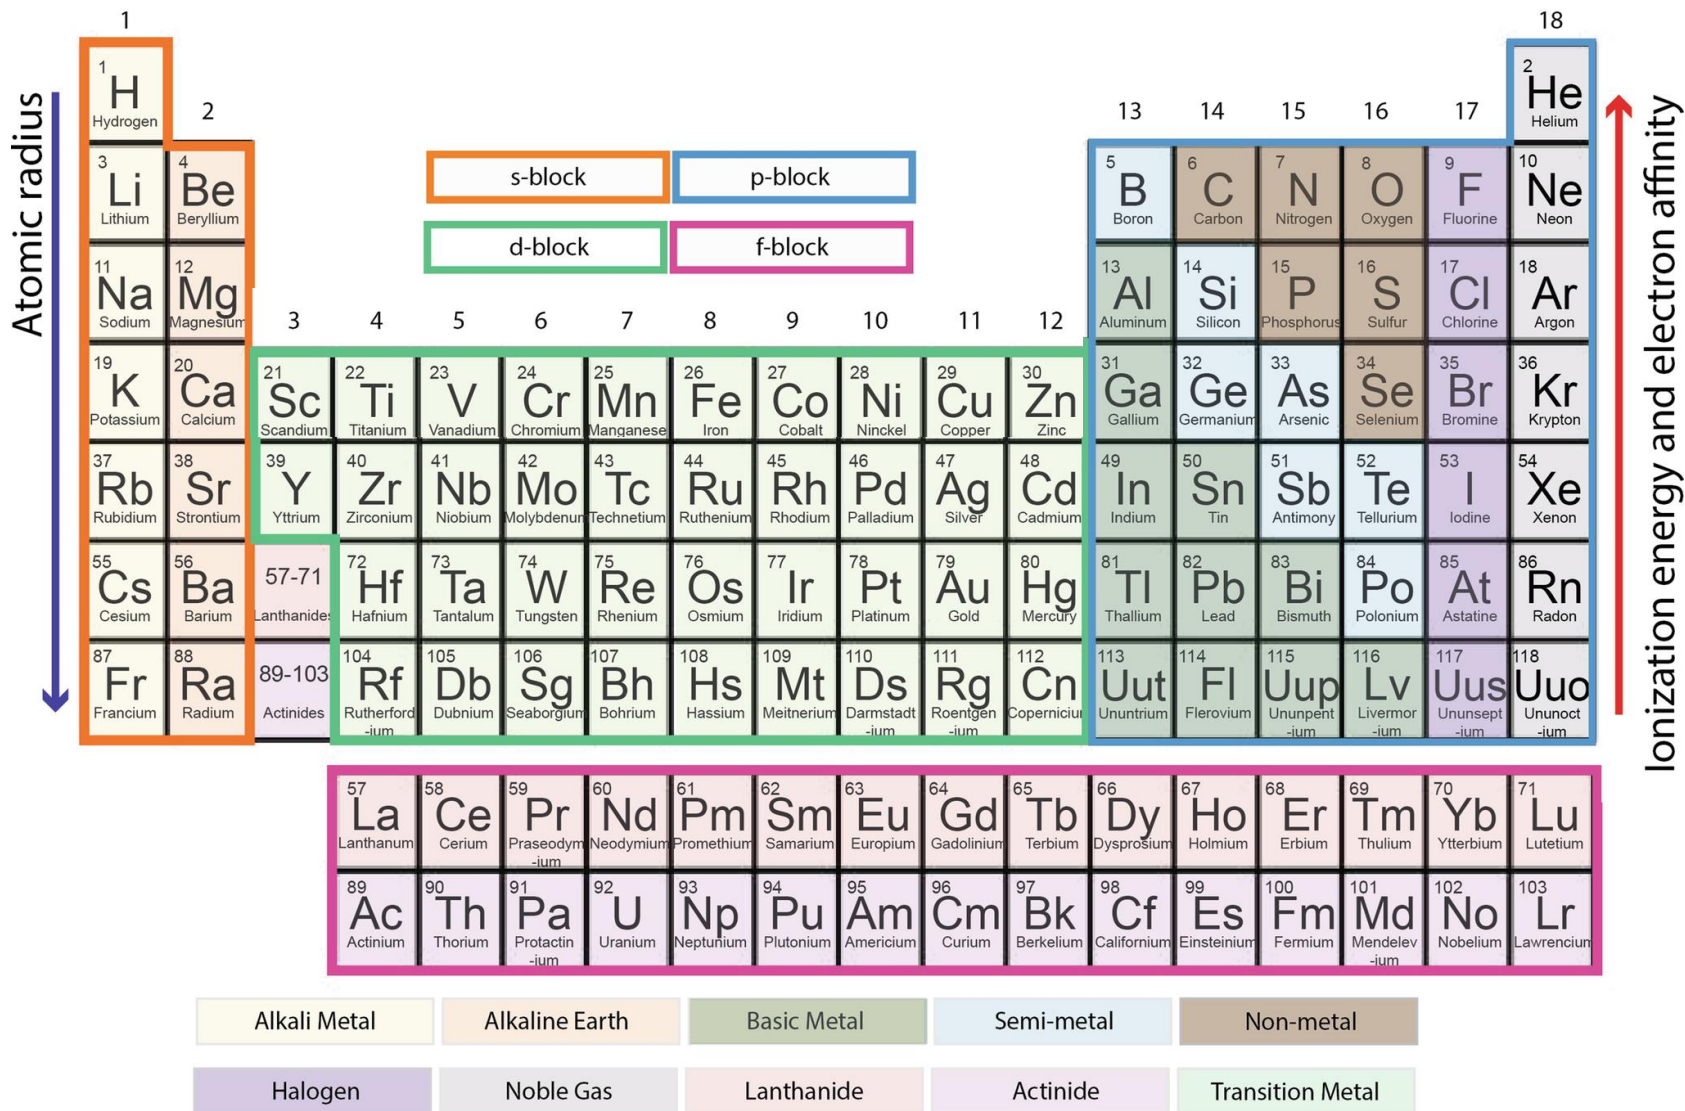 1
18
1
H
Hydrogen
2
13
14
15
16
17
2
He
Helium
3
Li
Lithium
4
Be
Beryllium
s-block
p-block
d-block
f-block
5
B
Boron
6
C
Carbon
7
N
Nitrogen
8
O
Oxygen
9
F
Fluorine
10
Ne
Neon
11
Na
Sodium
12
Mg
Magnesium
3
4
5
6
7
8
9
10
11
12
13
Al
Aluminum
14
Si
Silicon
15
P
Phosphorus
16
S
Sulfur
17
Cl
Chlorine
18
Ar
Argon
19
K
Potassium
20
Ca
Calcium
21
Sc
Scandium
22
Ti
Titanium
23
V
Vanadium
24
Cr
Chromium
25
Mn
Manganese
26
Fe
Iron
27
Co
Cobalt
28
Ni
Ninckel
29
Cu
Copper
30
Zn
Zinc
31
Ga
Gallium
32
Ge
Germanium
33
As
Arsenic
34
Se
Selenium
35
Br
Bromine
36
Kr
Krypton
37
Rb
Rubidium
38
Sr
Strontium
39
Y
Yttrium
40
Zr
Zirconium
41
Nb
Niobium
42
Mo
Molybdenum
43
Tc
Technetium
44
Ru
Ruthenium
45
Rh
Rhodium
46
Pd
Palladium
47
Ag
Silver
48
Cd
Cadmium
49
In
Indium
50
Sn
Tin
51
Sb
Antimony
52
Te
Tellurium
53
I
Iodine
54
Xe
Xenon
55
Cs
Cesium
56
Ba
Barium
57-71
Lanthanides
72
Hf
Hafnium
73
Ta
Tantalum
74
W
Tungsten
75
Re
Rhenium
76
Os
Osmium
77
Ir
Iridium
78
Pt
Platinum
79
Au
Gold
80
Hg
Mercury
81
Tl
Thallium
82
Pb
Lead
83
Bi
Bismuth
84
Po
Polonium
85
At
Astatine
86
Rn
Radon
87
Fr
Francium
88
Ra
Radium
89-103
Actinides
104
Rf
Rutherford
-ium
105
Db
Dubnium
106
Sg
Seaborgium
107
Bh
Bohrium
108
Hs
Hassium
109
Mt
Meitnerium
110
Ds
Darmstadt
-ium
111
Rg
Roentgen
-ium
112
Cn
Copernicium
113
Uut
Ununtrium
114
Fl
Flerovium
115
Uup
Ununpent
-ium
116
Lv
Livermor
-ium
117
Uus
Ununsept
-ium
118
Uuo
Ununoct
-ium
57
La
Lanthanum
58
Ce
Cerium
59
Pr
Praseodym
-ium
60
Nd
Neodymium
61
Pm
Promethium
62
Sm
Samarium
63
Eu
Europium
64
Gd
Gadolinium
65
Tb
Terbium
66
Dy
Dysprosium
67
Ho
Holmium
68
Er
Erbium
69
Tm
Thulium
70
Yb
Ytterbium
71
Lu
Lutetium
89
Ac
Actinium
90
Th
Thorium
91
Pa
Protactin
-ium
92
U
Uranium
93
Np
Neptunium
94
Pu
Plutonium
95
Am
Americium
96
Cm
Curium
97
Bk
Berkelium
98
Cf
Californium
99
Es
Einsteinium
100
Fm
Fermium
101
Md
Mendelev
-ium
102
No
Nobelium
103
Lr
Lawrencium
Alkali Metal
Alkaline Earth
Basic Metal
Semi-metal
Non-metal
Halogen
Noble Gas
Lanthanide
Actinide
Transition Metal
Atomic radius
Ionization energy and electron affinity